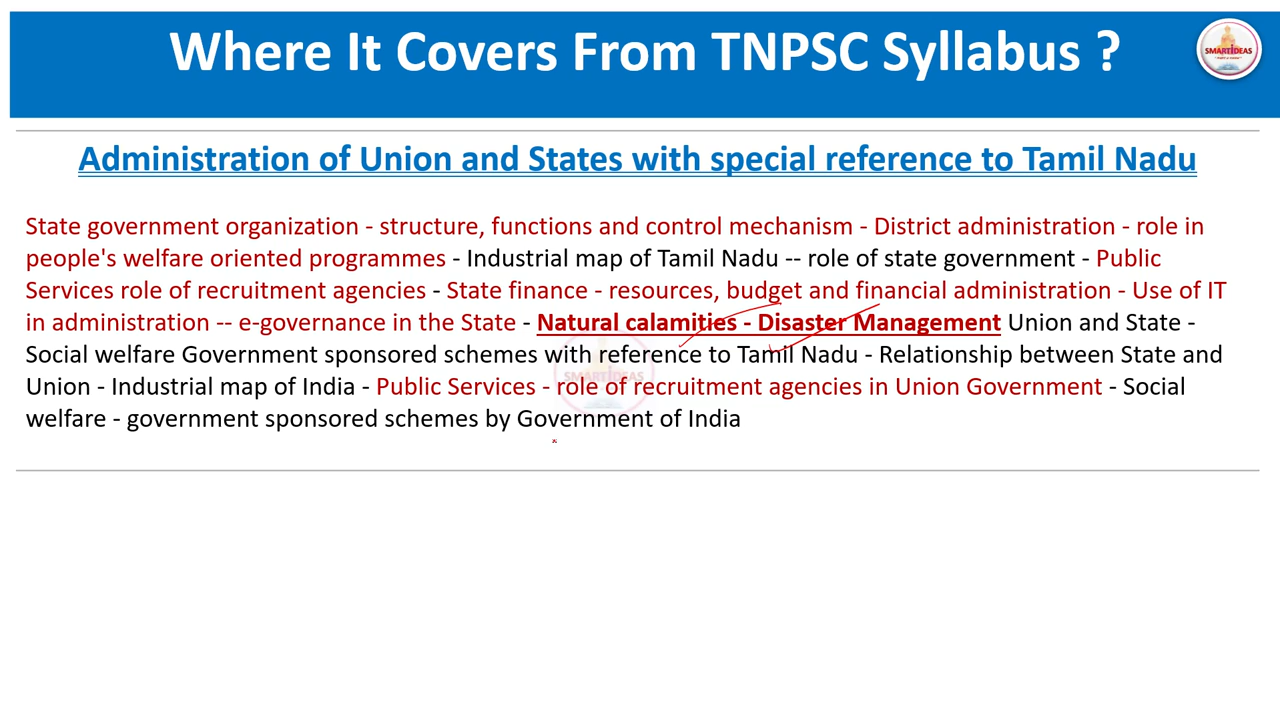 Where It Covers From TNPSC Syllabus ?
SMARTIDEAS
Administration of Union and States with special reference to Tamil Nadu
State government organization - structure, functions and control mechanism - District administration - role in
people's welfare oriented programmes - Industrial map of Tamil Nadu -- role of state government - Public
Services role of recruitment agencies - State finance - resources, budget and financial administration - Use of IT
in administration -- e-governance in the State - Natural calamities - Disaster Management Union and State -
Social welfare Government sponsored schemes with reference to Tamil Nadu - Relationship between State and
Union - Industrial map of India - Public Services - role of recruitment agencies in Union Government - Social
welfare - government sponsored schemes by Government of India
SMARTIDEAS